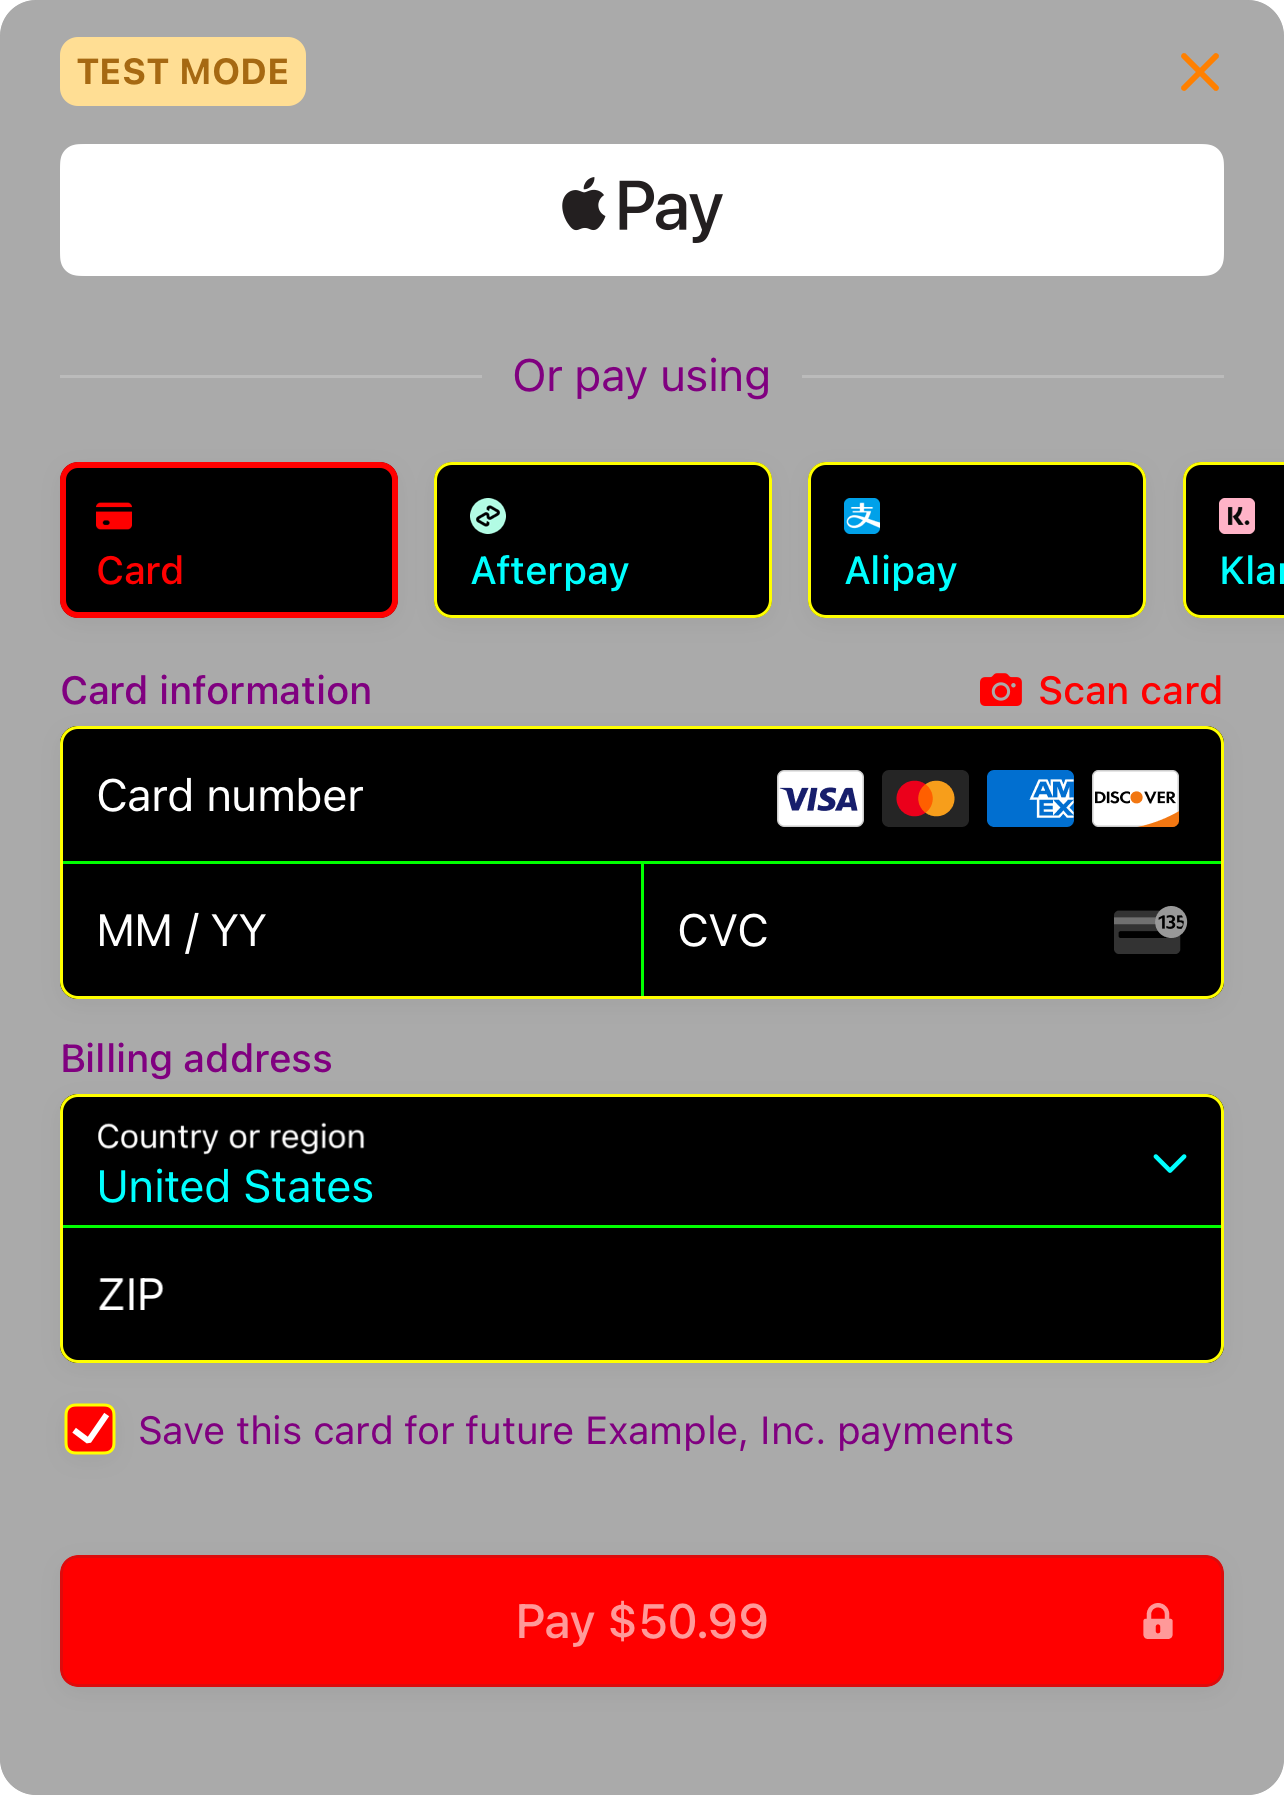 TEST MODE
Pay
Or pay using
Card
Afterpay
支
Alipay
K.
Klar
Card information
Scan card
Card number
VISA
AM
EX
DISCOVER
MM / YY
CVC
135
Billing address
Country or region
United States
ZIP
Save this card for future Example, Inc. payments
Pay $50.99